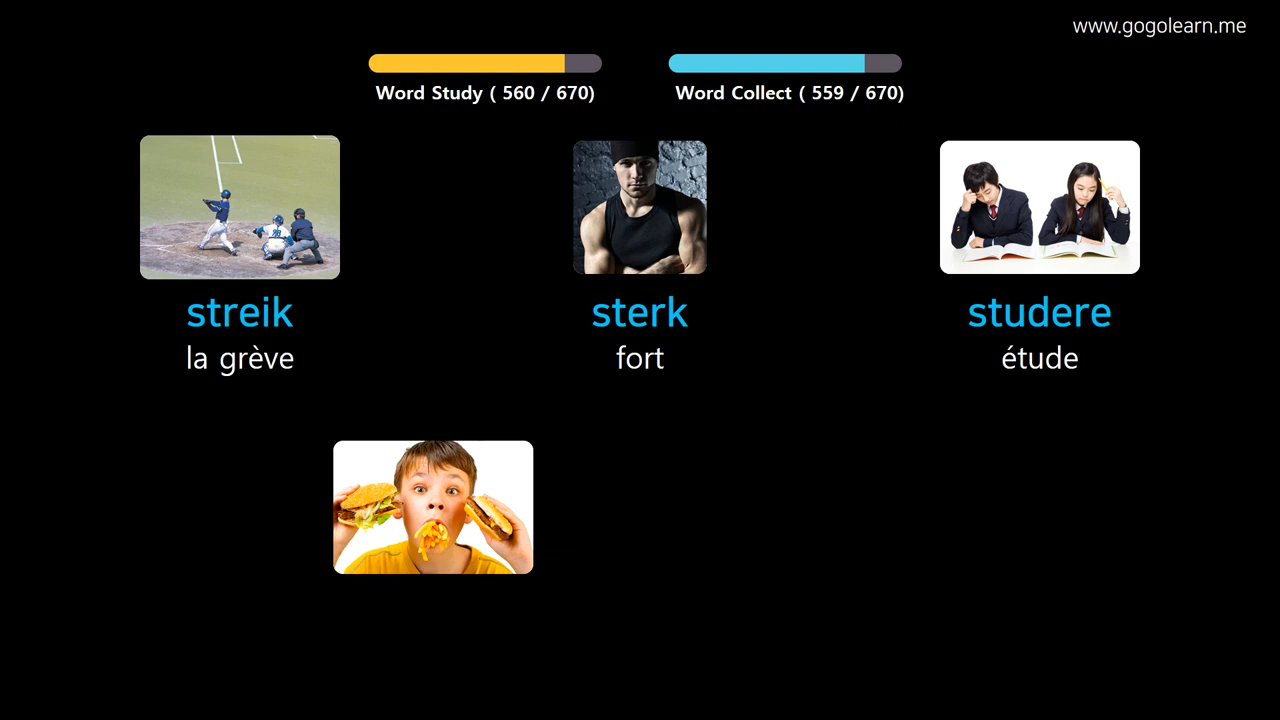 www.gogolearn.me
Word Study ( 560 / 670)
Word Collect ( 559 / 670)
streik
la grève
sterk
fort
studere
étude